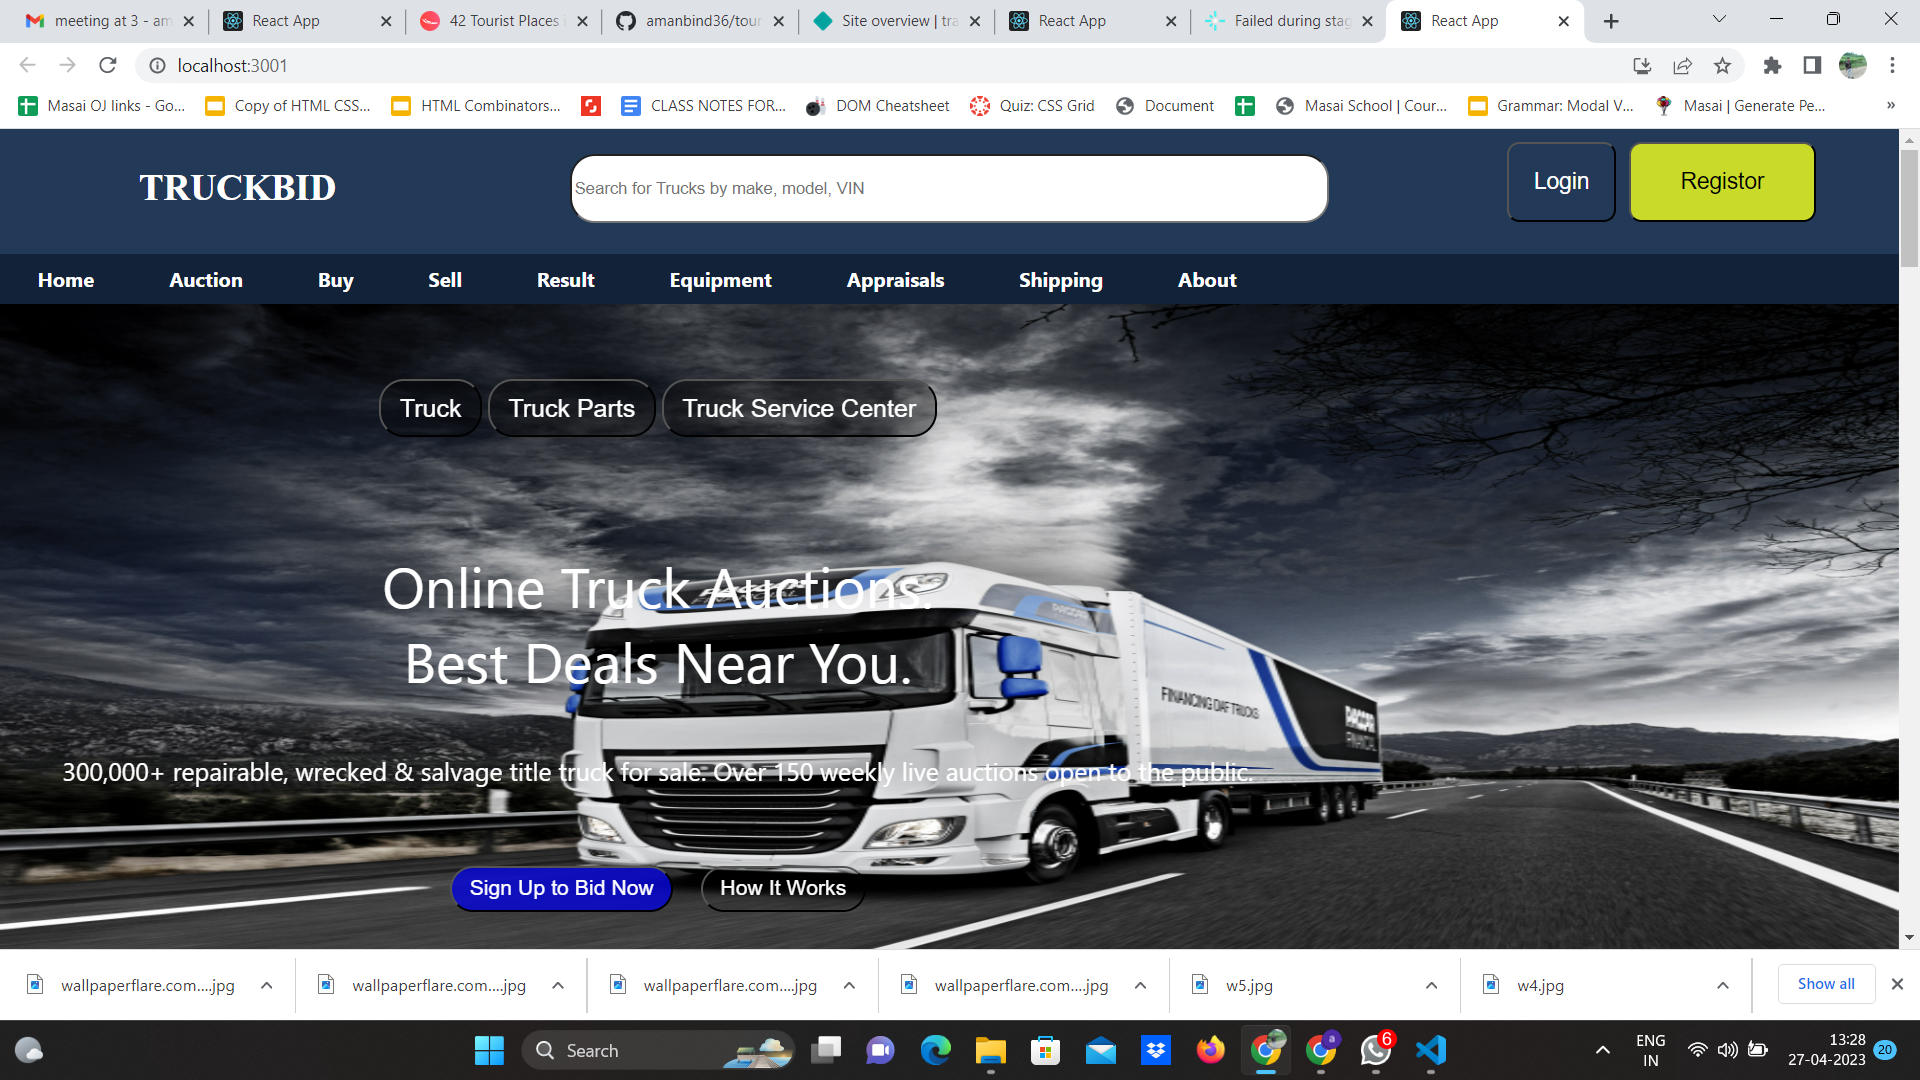 meeting at 3 - am
React App
42 Tourist Places i
amanbind36/tour
Site overview | tra
React App
Failed during stag
React App
localhost:3001
Masai OJ links - Go...
Copy of HTML CSS...
HTML Combinators...
CLASS NOTES FOR...
DOM Cheatsheet
Quiz: CSS Grid
Document
Masai School | Cour...
Grammar: Modal V...
Masai | Generate Pe...
»
TRUCKBID
Search for Trucks by make, model, VIN
Login
Registor
Home
Auction
Buy
Sell
Result
Equipment
Appraisals
Shipping
About
Truck
Truck Parts
Truck Service Center
Online Truck Auctions.
Best Deals Near You.
FINANCING DAF TRUCKS
PACCAR
FINANCIAL
300,000+ repairable, wrecked & salvage title truck for sale. Over 150 weekly live auctions open to the public.
Sign Up to Bid Now
How It Works
wallpaperflare.com....jpg
wallpaperflare.com....jpg
wallpaperflare.com....jpg
wallpaperflare.com....jpg
w5.jpg
w4.jpg
Show all
Search
a
6
ENG
IN
13:28
27-04-2023
20